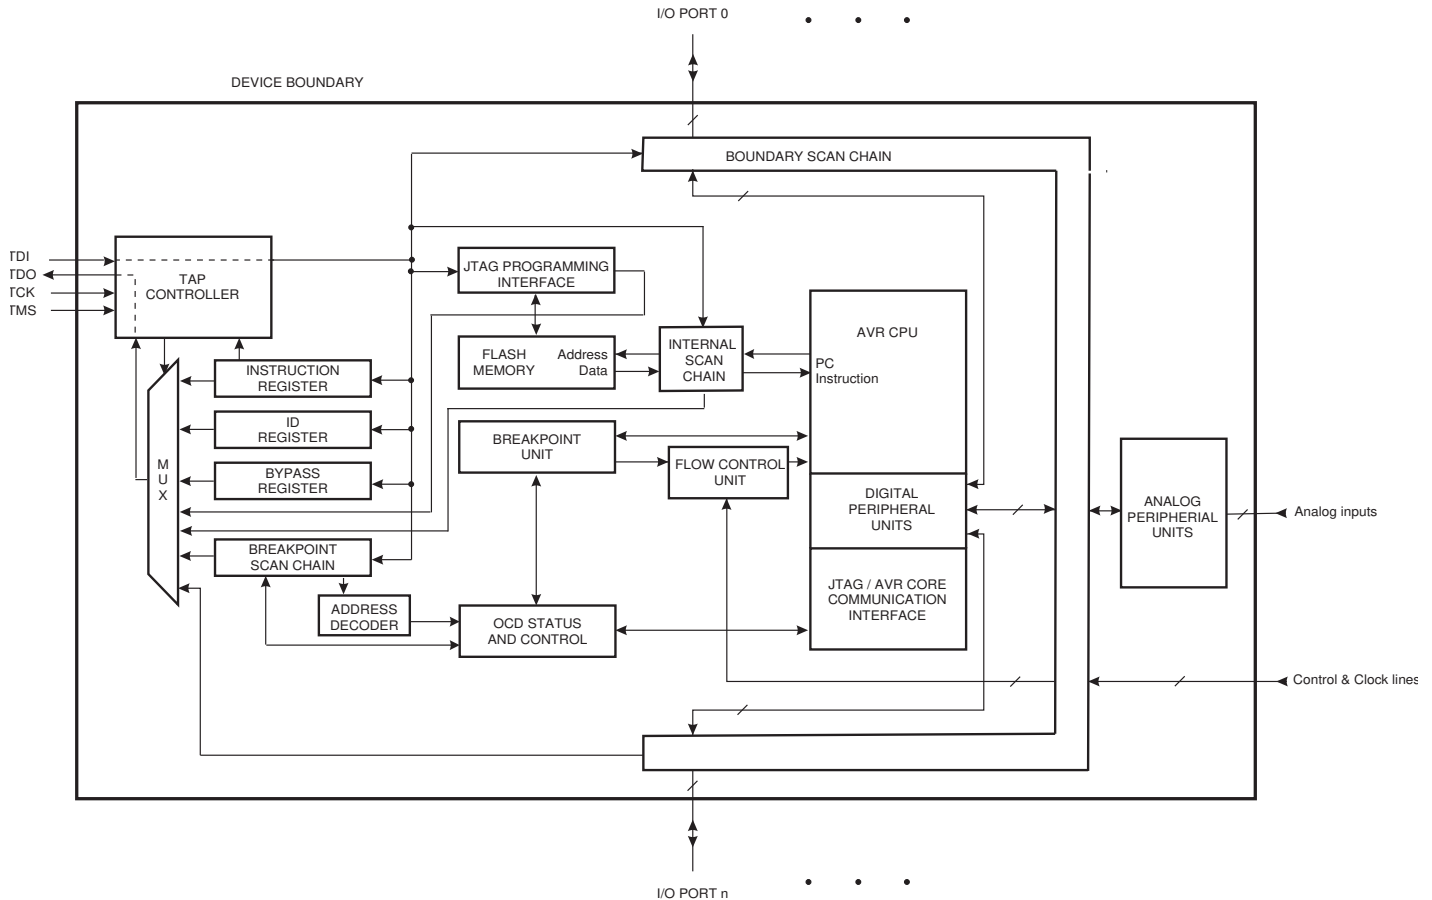 I/O PORT 0
DEVICE BOUNDARY
BOUNDARY SCAN CHAIN
TDI
TDO
TCK
TMS
TAP
CONTROLLER
JTAG PROGRAMMING
INTERFACE
FLASH
MEMORY
Address
Data
INTERNAL
SCAN
CHAIN
AVR CPU
PC
Instruction
INSTRUCTION
REGISTER
ID
REGISTER
BYPASS
REGISTER
M
U
X
BREAKPOINT
SCAN CHAIN
ADDRESS
DECODER
BREAKPOINT
UNIT
FLOW CONTROL
UNIT
OCD STATUS
AND CONTROL
DIGITAL
PERIPHERAL
UNITS
JTAG / AVR CORE
COMMUNICATION
INTERFACE
ANALOG
PERIPHERIAL
UNITS
Analog inputs
Control & Clock lines
I/O PORT n